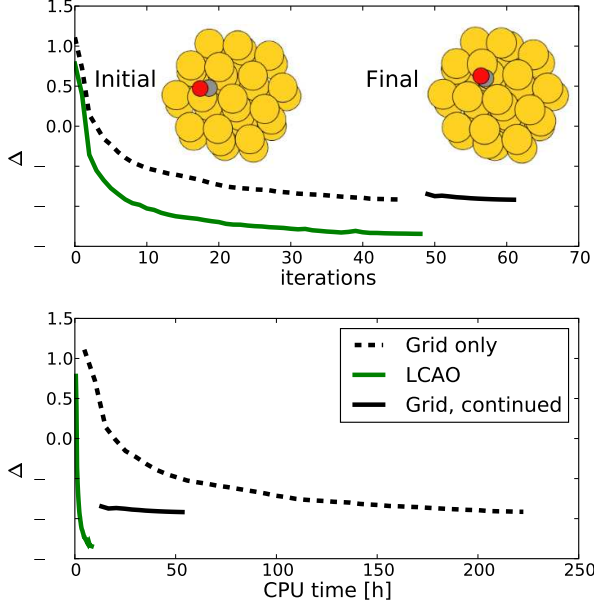 1.5
1.0
0.5
0.0
Δ
Initial
Final
0 10 20 30 40 50 60 70
iterations
1.5
1.0
0.5
0.0
Δ
Grid only
LCAO
Grid, continued
0 50 100 150 200 250
CPU time [h]